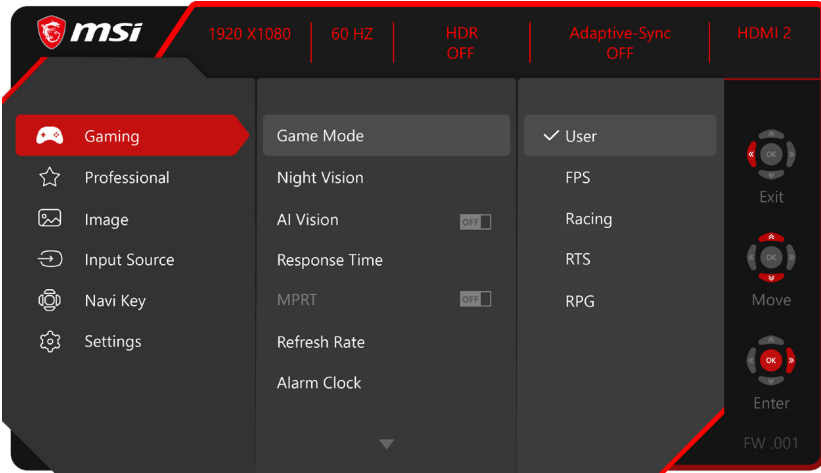 msi
1920 X1080
60 HZ
HDR
OFF
Adaptive-Sync
OFF
HDMI 2
Gaming
Professional
Image
Input Source
Navi Key
Settings
Game Mode
Night Vision
AI Vision
OFF
Response Time
MPRT
OFF
Refresh Rate
Alarm Clock
User
FPS
Racing
RTS
RPG
OK
Exit
OK
Move
OK
Enter
FW .001